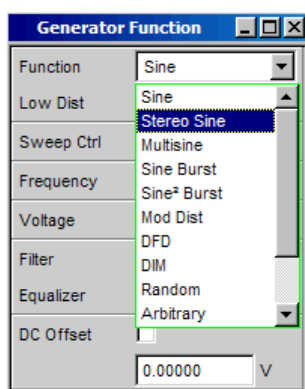 Generator Function
Function Sine
Low Dist Sine
Stereo Sine
Sweep Ctrl Multisine
Sine Burst
Frequency Sine² Burst
Voltage Mod Dist
DFD
Filter DIM
Equalizer Random
Arbitrary
DC Offset
0.00000 V